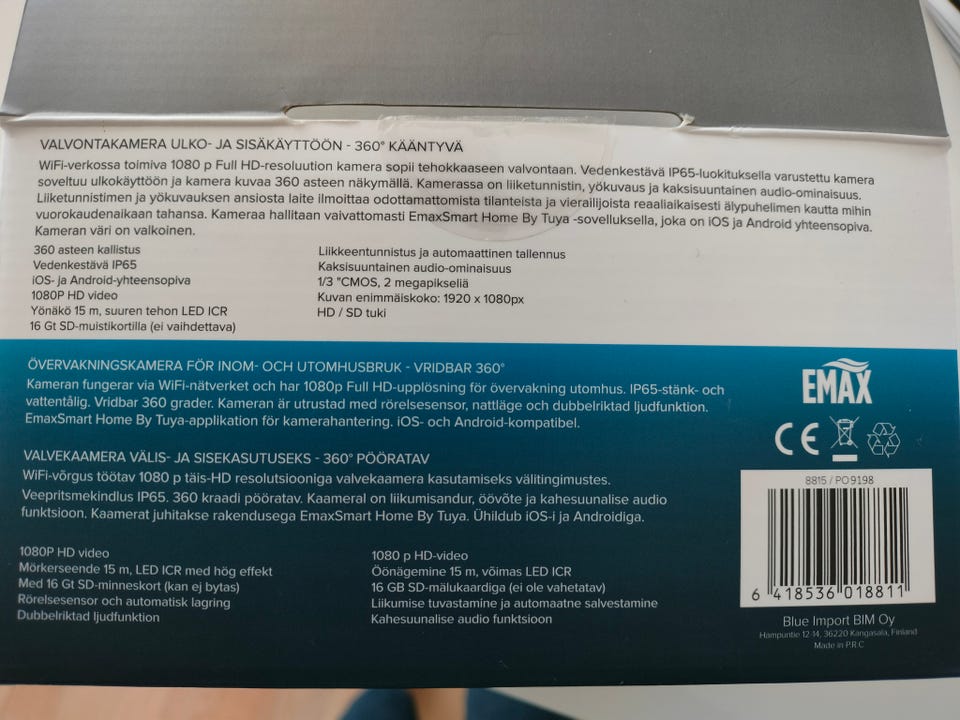 VALVONTAKAMERA ULKO- JA SISÄKÄYTTÖÖN - 360° KÄÄNTYVÄ
WiFi-verkossa toimiva 1080 p Full HD-resoluution kamera sopii tehokkaaseen valvontaan. Vedenkestävä IP65-luokituksella varustettu kamera
soveltuu ulkokäyttöön ja kamera kuvaa 360 asteen näkymällä. Kamerassa on liiketunnistin, yökuvaus ja kaksisuuntainen audio-ominaisuus.
Liiketunnistimen ja yökuvauksen ansiosta laite ilmoittaa odottamattomista tilanteista ja vierailijoista reaaliaikaisesti älypuhelimen kautta mihin
vuorokaudenaikaan tahansa. Kameraa hallitaan vaivattomasti EmaxSmart Home By Tuya -sovelluksella, joka on iOS ja Android yhteensopiva.
Kameran väri on valkoinen.
360 asteen kallistus
Vedenkestävä IP65
iOS- ja Android-yhteensopiva
1080P HD video
Yönäkö 15 m, suuren tehon LED ICR
16 Gt SD-muistikortilla (ei vaihdettava)
Liikkeentunnistus ja automaattinen tallennus
Kaksisuuntainen audio-ominaisuus
1/3 "CMOS, 2 megapikseliä
Kuvan enimmäiskoko: 1920 x 1080px
HD / SD tuki
ÖVERVAKNINGSKAMERA FÖR INOM- OCH UTOMHUSBRUK - VRIDBAR 360°
Kameran fungerar via WiFi-nätverket och har 1080p Full HD-upplösning för övervakning utomhus. IP65-stänk- och
vattentålig. Vridbar 360 grader. Kameran är utrustad med rörelsesensor, nattläge och dubbelriktad ljudfunktion.
EmaxSmart Home By Tuya-applikation för kamerahantering. iOS- och Android-kompatibel.
VALVEKAAMERA VÄLIS- JA SISEKASUTUSEKS - 360° PÖÖRATAV
WiFi-võrgus töötav 1080 p täis-HD resolutsiooniga valvekaamera kasutamiseks välitingimustes.
Veepritsmekindlus IP65. 360 kraadi pööratav. Kaameral on liikumisandur, öövõte ja kahesuunalise audio
funktsioon. Kaamerat juhitakse rakendusega EmaxSmart Home By Tuya. Ühildub iOS-i ja Androidiga.
1080P HD video
Mörkerseende 15 m, LED ICR med hög effekt
Med 16 Gt SD-minneskort (kan ej bytas)
Rörelsesensor och automatisk lagring
Dubbelriktad ljudfunktion
1080 p HD-video
Öönägemine 15 m, võimas LED ICR
16 GB SD-mälukaardiga (ei ole vahetatav)
Liikumise tuvastamine ja automaatne salvestamine
Kahesuunalise audio funktsioon
EMAX
CE
8815 / PO9198
6 418536 018811
Blue Import BIM Oy
Hampuntie 12-14, 36220 Kangasala, Finland
Made in P.R.C